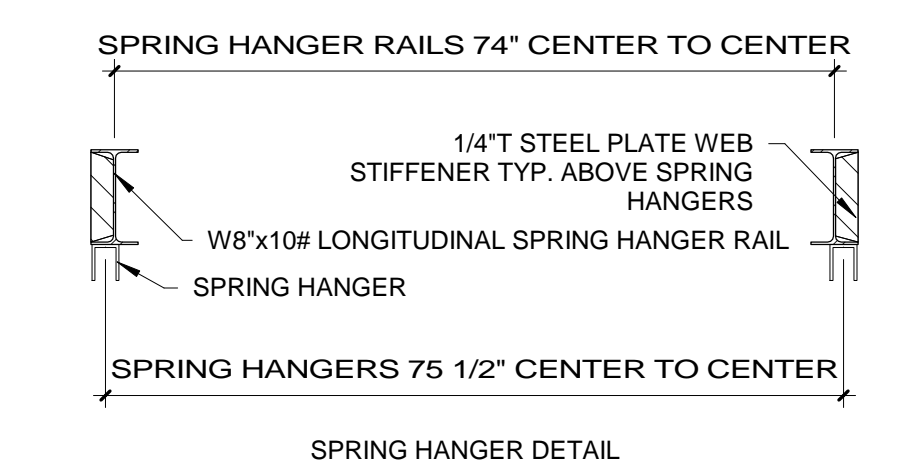 SPRING HANGER RAILS 74" CENTER TO CENTER
1/4"T STEEL PLATE WEB
STIFFENER TYP. ABOVE SPRING
HANGERS
W8"x10# LONGITUDINAL SPRING HANGER RAIL
SPRING HANGER
SPRING HANGERS 75 1/2" CENTER TO CENTER
SPRING HANGER DETAIL